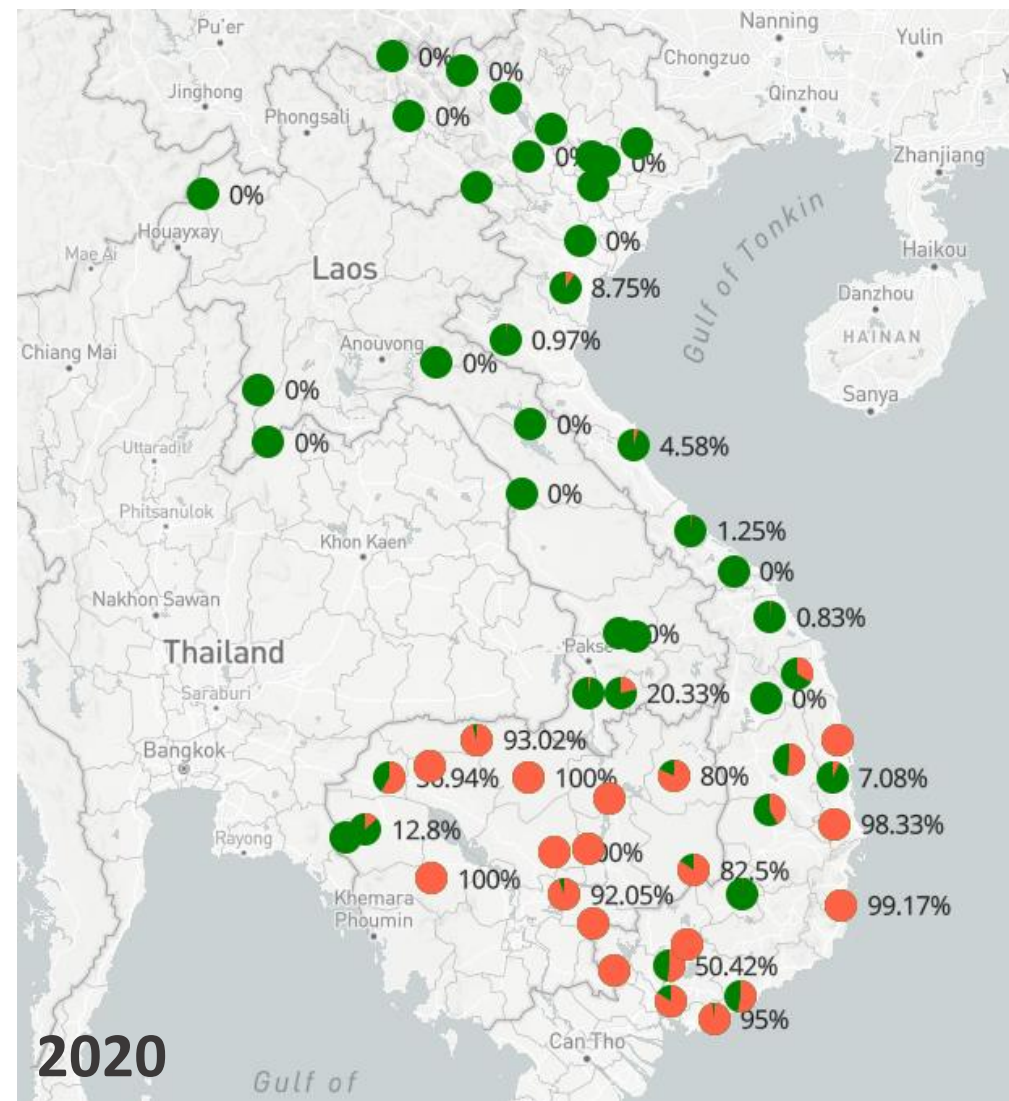 Nanning
Pu'er
Yulin
0%
Chongzuo
0%
Jinghong
Qinzhou
Phongsali
0%
Zhanjiang
0%
0%
Houayxay
0%
Haikou
Mae Ai
Laos
Gulf of Tonkin
8.75%
Danzhou
HAINAN
0.97%
Anouvong
Chiang Mai
0%
0%
Sanya
0%
0%
Uttaradit
4.58%
0%
Phitsanulok
1.25%
Khon Kaen
0%
Nakhon Sawan
0.83%
0%
Thailand
Pakse
Saraburi
20.33%
0%
93.02%
Bangkok
100%
80%
7.08%
12.8%
98.33%
Rayong
82.5%
100%
92.05%
Khemara
Phoumin
99.17%
50.42%
95%
Can Tho
2020
Gulf of